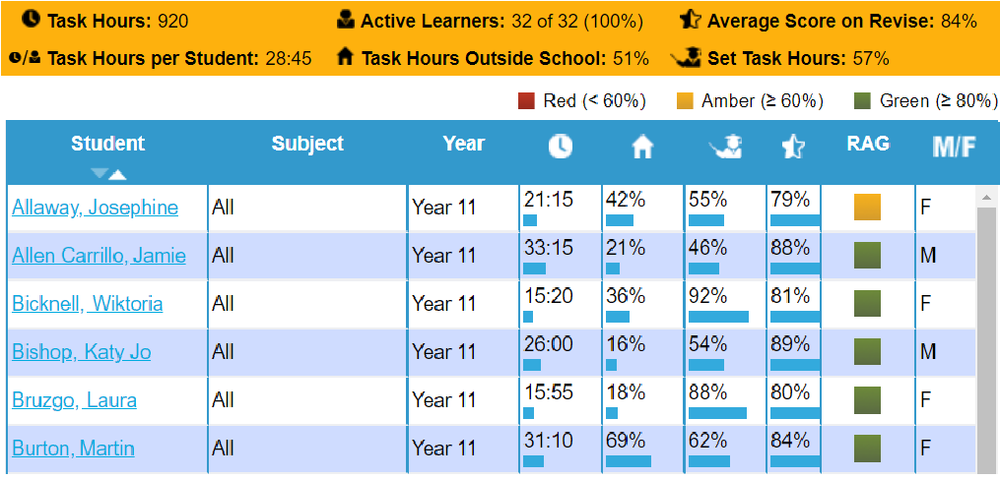 Task Hours: 920 Active Learners: 32 of 32 (100%) Average Score on Revise: 84%
Task Hours per Student: 28:45 Task Hours Outside School: 51% Set Task Hours: 57%
Red (< 60%) Amber (≥ 60%) Green (≥ 80%)
Student Subject Year RAG M/F
Allaway, Josephine All Year 11 21:15 42% 55% 79% F
Allen Carrillo, Jamie All Year 11 33:15 21% 46% 88% M
Bicknell, Wiktoria All Year 11 15:20 36% 92% 81% F
Bishop, Katy Jo All Year 11 26:00 16% 54% 89% M
Bruzgo, Laura All Year 11 15:55 18% 88% 80% F
Burton, Martin All Year 11 31:10 69% 62% 84% F